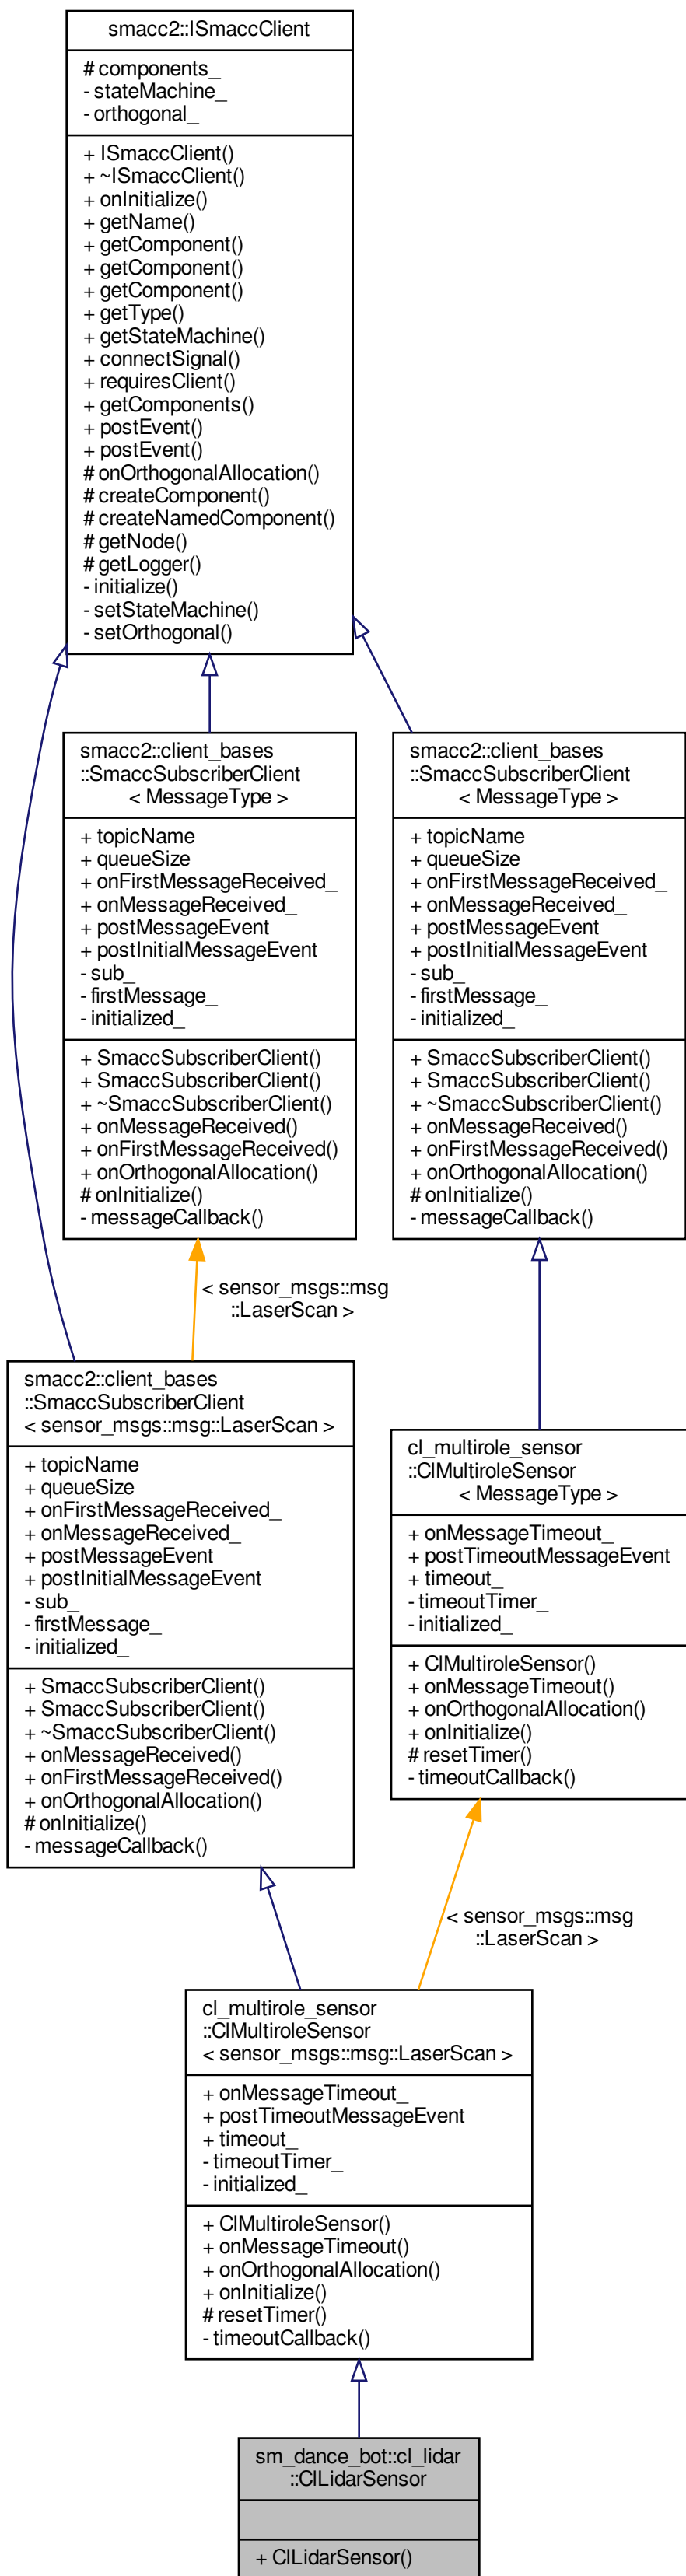 smacc2::ISmaccClient
# components_
- stateMachine_
- orthogonal_
+ ISmaccClient()
+ ~ISmaccClient()
+ onInitialize()
+ getName()
+ getComponent()
+ getComponent()
+ getComponent()
+ getType()
+ getStateMachine()
+ connectSignal()
+ requiresClient()
+ getComponents()
+ postEvent()
+ postEvent()
# onOrthogonalAllocation()
# createComponent()
# createNamedComponent()
# getNode()
# getLogger()
- initialize()
- setStateMachine()
- setOrthogonal()
smacc2::client_bases
::SmaccSubscriberClient
< MessageType >
+ topicName
+ queueSize
+ onFirstMessageReceived_
+ onMessageReceived_
+ postMessageEvent
+ postInitialMessageEvent
- sub_
- firstMessage_
- initialized_
+ SmaccSubscriberClient()
+ SmaccSubscriberClient()
+ ~SmaccSubscriberClient()
+ onMessageReceived()
+ onFirstMessageReceived()
+ onOrthogonalAllocation()
# onInitialize()
- messageCallback()
smacc2::client_bases
::SmaccSubscriberClient
< MessageType >
+ topicName
+ queueSize
+ onFirstMessageReceived_
+ onMessageReceived_
+ postMessageEvent
+ postInitialMessageEvent
- sub_
- firstMessage_
- initialized_
+ SmaccSubscriberClient()
+ SmaccSubscriberClient()
+ ~SmaccSubscriberClient()
+ onMessageReceived()
+ onFirstMessageReceived()
+ onOrthogonalAllocation()
# onInitialize()
- messageCallback()
< sensor_msgs::msg
::LaserScan >
smacc2::client_bases
::SmaccSubscriberClient
< sensor_msgs::msg::LaserScan >
+ topicName
+ queueSize
+ onFirstMessageReceived_
+ onMessageReceived_
+ postMessageEvent
+ postInitialMessageEvent
- sub_
- firstMessage_
- initialized_
+ SmaccSubscriberClient()
+ SmaccSubscriberClient()
+ ~SmaccSubscriberClient()
+ onMessageReceived()
+ onFirstMessageReceived()
+ onOrthogonalAllocation()
# onInitialize()
- messageCallback()
cl_multirole_sensor
::ClMultiroleSensor
< MessageType >
+ onMessageTimeout_
+ postTimeoutMessageEvent
+ timeout_
- timeoutTimer_
- initialized_
+ ClMultiroleSensor()
+ onMessageTimeout()
+ onOrthogonalAllocation()
+ onInitialize()
# resetTimer()
- timeoutCallback()
< sensor_msgs::msg
::LaserScan >
cl_multirole_sensor
::ClMultiroleSensor
< sensor_msgs::msg::LaserScan >
+ onMessageTimeout_
+ postTimeoutMessageEvent
+ timeout_
- timeoutTimer_
- initialized_
+ ClMultiroleSensor()
+ onMessageTimeout()
+ onOrthogonalAllocation()
+ onInitialize()
# resetTimer()
- timeoutCallback()
sm_dance_bot::cl_lidar
::ClLidarSensor
+ ClLidarSensor()